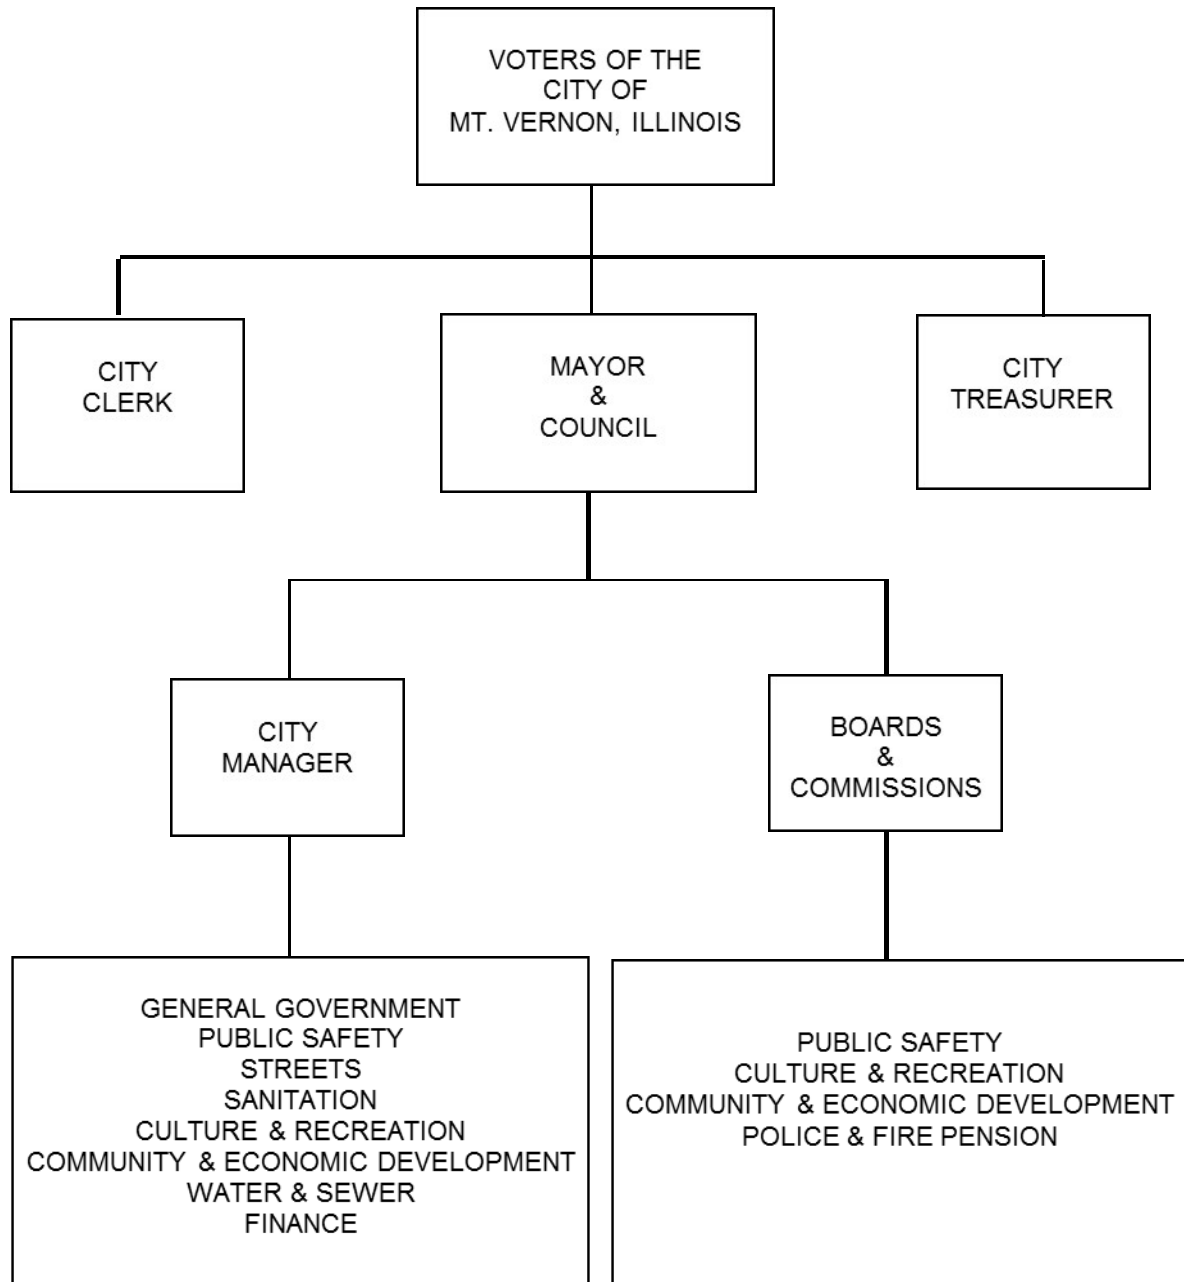 VOTERS OF THE
CITY OF
MT. VERNON, ILLINOIS
CITY
CLERK
MAYOR
&
COUNCIL
CITY
TREASURER
CITY
MANAGER
BOARDS
&
COMMISSIONS
GENERAL GOVERNMENT
PUBLIC SAFETY
STREETS
SANITATION
CULTURE & RECREATION
COMMUNITY & ECONOMIC DEVELOPMENT
WATER & SEWER
FINANCE
PUBLIC SAFETY
CULTURE & RECREATION
COMMUNITY & ECONOMIC DEVELOPMENT
POLICE & FIRE PENSION